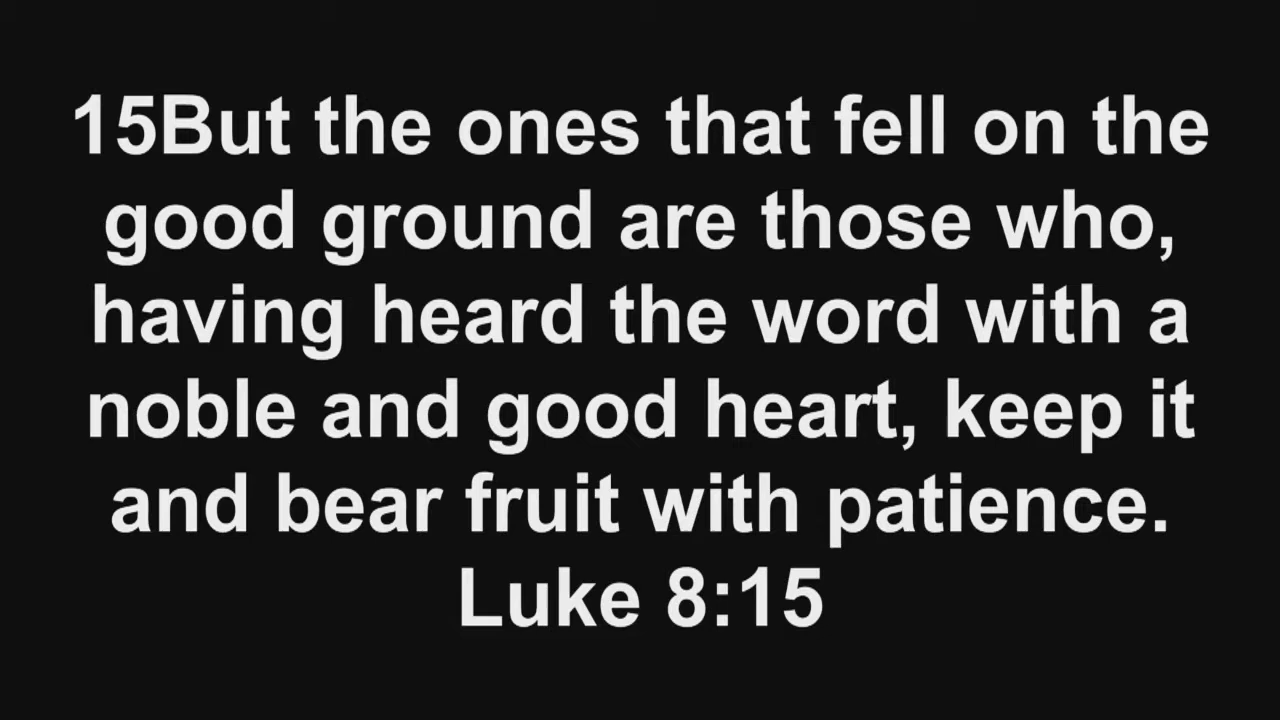 15But the ones that fell on the
good ground are those who,
having heard the word with a
noble and good heart, keep it
and bear fruit with patience.
Luke 8:15